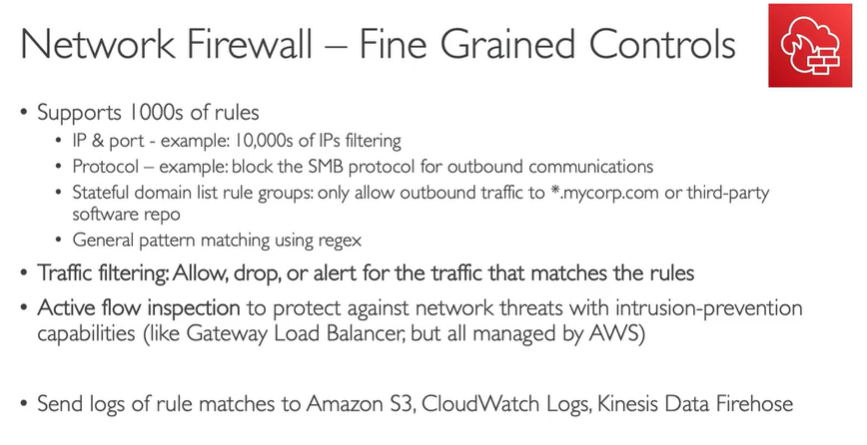 Network Firewall – Fine Grained Controls
• Supports 1000s of rules
• IP & port - example: 10,000s of IPs filtering
• Protocol – example: block the SMB protocol for outbound communications
• Stateful domain list rule groups: only allow outbound traffic to *.mycorp.com or third-party
software repo
• General pattern matching using regex
• Traffic filtering: Allow, drop, or alert for the traffic that matches the rules
• Active flow inspection to protect against network threats with intrusion-prevention
capabilities (like Gateway Load Balancer, but all managed by AWS)
• Send logs of rule matches to Amazon S3, CloudWatch Logs, Kinesis Data Firehose